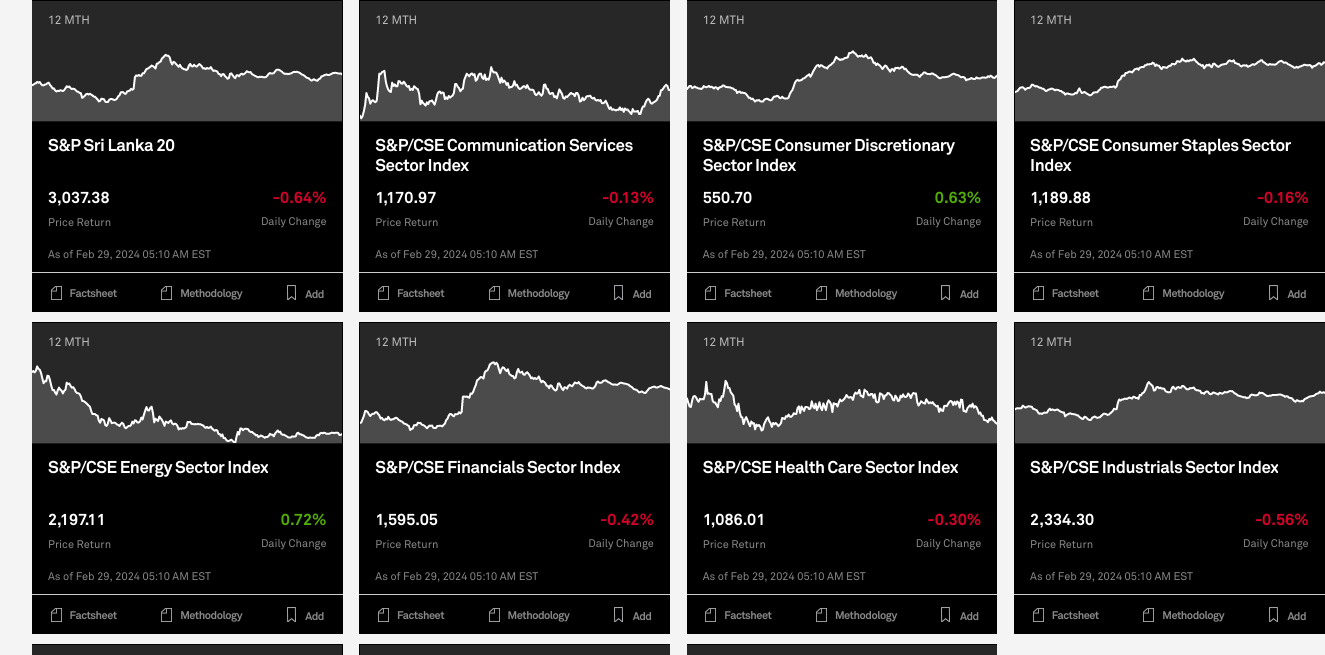 12 MTH
S&P Sri Lanka 20
3,037.38
-0.64%
Price Return
Daily Change
As of Feb 29, 2024 05:10 AM EST
Factsheet
Methodology
Add
12 MTH
S&P/CSE Communication Services
Sector Index
1,170.97
-0.13%
Price Return
Daily Change
As of Feb 29, 2024 05:10 AM EST
Factsheet
Methodology
Add
12 MTH
S&P/CSE Consumer Discretionary
Sector Index
550.70
0.63%
Price Return
Daily Change
As of Feb 29, 2024 05:10 AM EST
Factsheet
Methodology
Add
12 MTH
S&P/CSE Consumer Staples Sector
Index
1,189.88
-0.16%
Price Return
Daily Change
As of Feb 29, 2024 05:10 AM EST
Factsheet
Methodology
Add
12 MTH
S&P/CSE Energy Sector Index
2,197.11
0.72%
Price Return
Daily Change
As of Feb 29, 2024 05:10 AM EST
Factsheet
Methodology
Add
12 MTH
S&P/CSE Financials Sector Index
1,595.05
-0.42%
Price Return
Daily Change
As of Feb 29, 2024 05:10 AM EST
Factsheet
Methodology
Add
12 MTH
S&P/CSE Health Care Sector Index
1,086.01
-0.30%
Price Return
Daily Change
As of Feb 29, 2024 05:10 AM EST
Factsheet
Methodology
Add
12 MTH
S&P/CSE Industrials Sector Index
2,334.30
-0.56%
Price Return
Daily Change
As of Feb 29, 2024 05:10 AM EST
Factsheet
Methodology
Add